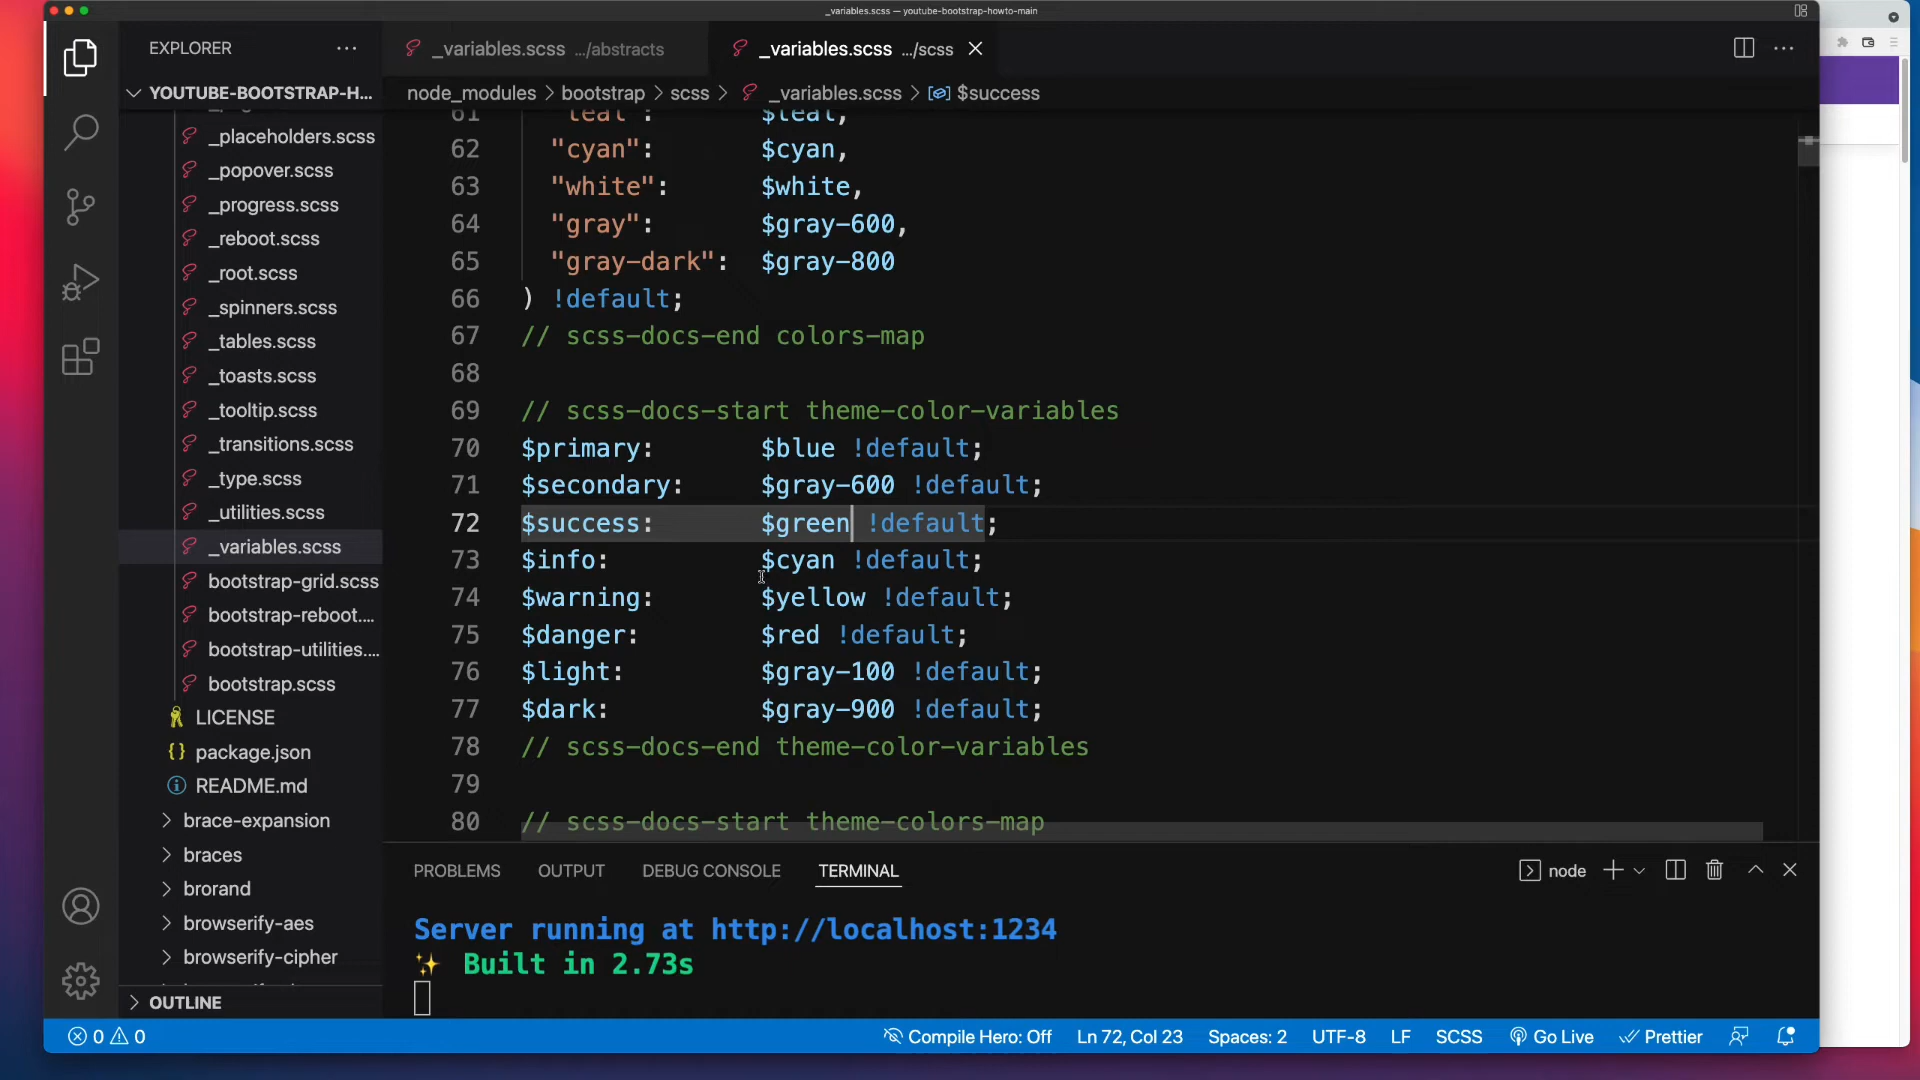 _variables.scss — youtube-bootstrap-howto-main
EXPLORER
_variables.scss .../abstracts
_variables.scss .../scss
YOUTUBE-BOOTSTRAP-H...
node_modules > bootstrap > scss > _variables.scss > $success
_placeholders.scss
_popover.scss
_progress.scss
_reboot.scss
_root.scss
_spinners.scss
_tables.scss
_toasts.scss
_tooltip.scss
_transitions.scss
_type.scss
_utilities.scss
_variables.scss
bootstrap-grid.scss
bootstrap-reboot....
bootstrap-utilities....
bootstrap.scss
LICENSE
package.json
README.md
brace-expansion
braces
brorand
browserify-aes
browserify-cipher
OUTLINE
61 "teal": $teal,
62 "cyan": $cyan,
63 "white": $white,
64 "gray": $gray-600,
65 "gray-dark": $gray-800
66 ) !default;
67 // scss-docs-end colors-map
68
69 // scss-docs-start theme-color-variables
70 $primary: $blue !default;
71 $secondary: $gray-600 !default;
72 $success: $green !default;
73 $info: $cyan !default;
74 $warning: $yellow !default;
75 $danger: $red !default;
76 $light: $gray-100 !default;
77 $dark: $gray-900 !default;
78 // scss-docs-end theme-color-variables
79
80 // scss-docs-start theme-colors-map
PROBLEMS OUTPUT DEBUG CONSOLE TERMINAL node
Server running at http://localhost:1234
✨ Built in 2.73s
0 0 Compile Hero: Off Ln 72, Col 23 Spaces: 2 UTF-8 LF SCSS Go Live Prettier